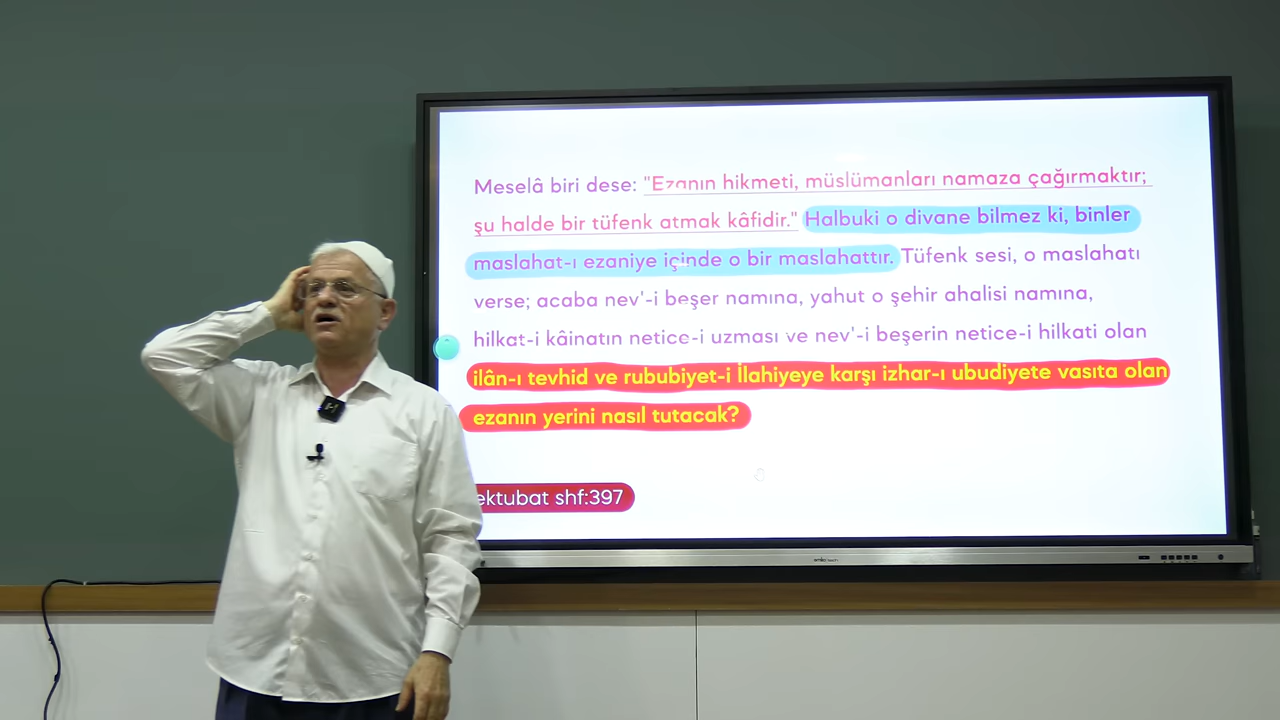 Meselâ biri dese: "Ezanın hikmeti, müslümanları namaza çağırmaktır;
şu halde bir tüfenk atmak kâfidir." Halbuki o divane bilmez ki, binler
maslahat-ı ezaniye içinde o bir maslahattır. Tüfenk sesi, o maslahatı
verse; acaba nev'-i beşer namına, yahut o şehir ahalisi namına,
hilkat-i kâinatın netice-i uzması ve nev'-i beşerin netice-i hilkati olan
ilân-ı tevhid ve rububiyet-i İlahiyeye karşı izhar-ı ubudiyete vasıta olan
ezanın yerini nasıl tutacak?
ektubat shf:397